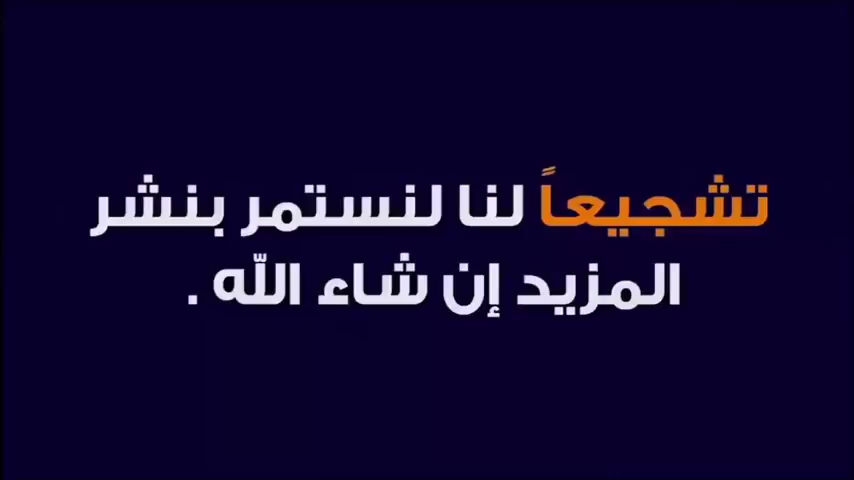 تشجيعاً لنا لنستمر بنشر
المزيد إن شاء الله .